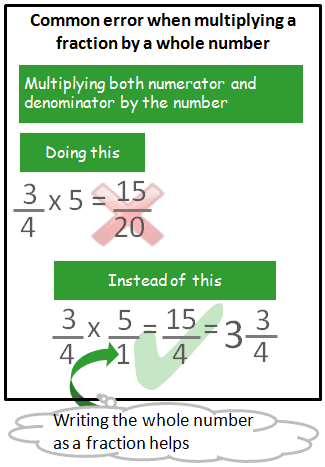 Common error when multiplying a
fraction by a whole number
Multiplying both numerator and
denominator by the number
Doing this
3/4 x 5 = 15/20
Instead of this
3/4 x 5/1 = 15/4 = 3 3/4
Writing the whole number
as a fraction helps